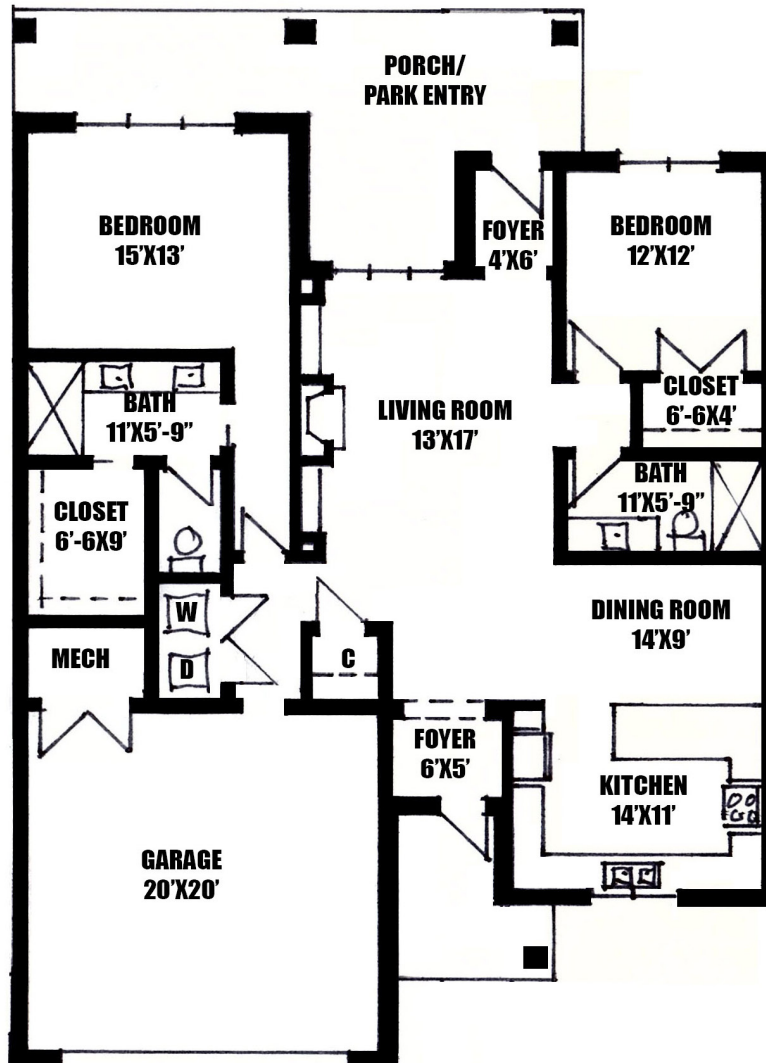 PORCH/
PARK ENTRY
BEDROOM
15'X13'
FOYER
4'X6'
BEDROOM
12'X12'
BATH
11'X5'-9"
LIVING ROOM
13'X17'
CLOSET
6'-6X4'
BATH
11'X5'-9"
CLOSET
6'-6X9'
W
D
MECH
C
DINING ROOM
14'X9'
FOYER
6'X5'
KITCHEN
14'X11'
GARAGE
20'X20'